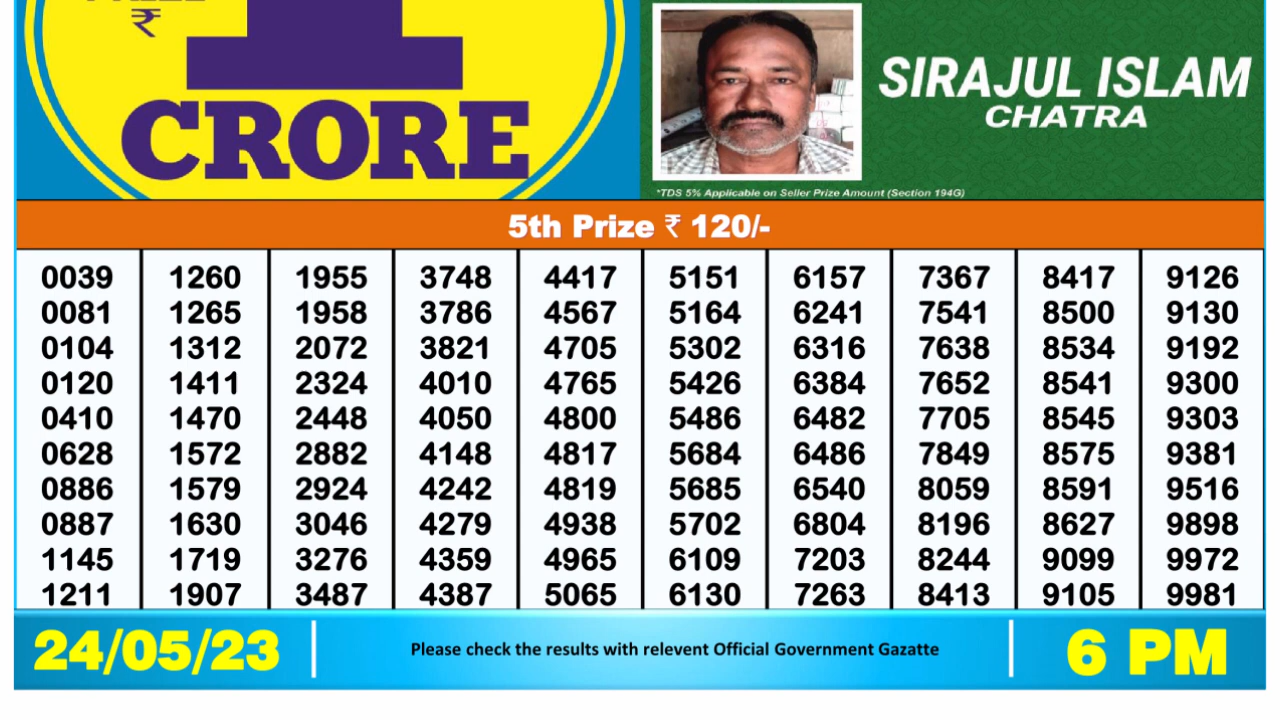 ₹
CRORE
SIRAJUL ISLAM
CHATRA
*TDS 5% Applicable on Seller Prize Amount (Section 194G)
5th Prize ₹ 120/-
0039 1260 1955 3748 4417 5151 6157 7367 8417 9126
0081 1265 1958 3786 4567 5164 6241 7541 8500 9130
0104 1312 2072 3821 4705 5302 6316 7638 8534 9192
0120 1411 2324 4010 4765 5426 6384 7652 8541 9300
0410 1470 2448 4050 4800 5486 6482 7705 8545 9303
0628 1572 2882 4148 4817 5684 6486 7849 8575 9381
0886 1579 2924 4242 4819 5685 6540 8059 8591 9516
0887 1630 3046 4279 4938 5702 6804 8196 8627 9898
1145 1719 3276 4359 4965 6109 7203 8244 9099 9972
1211 1907 3487 4387 5065 6130 7263 8413 9105 9981
24/05/23 Please check the results with relevent Official Government Gazatte 6 PM